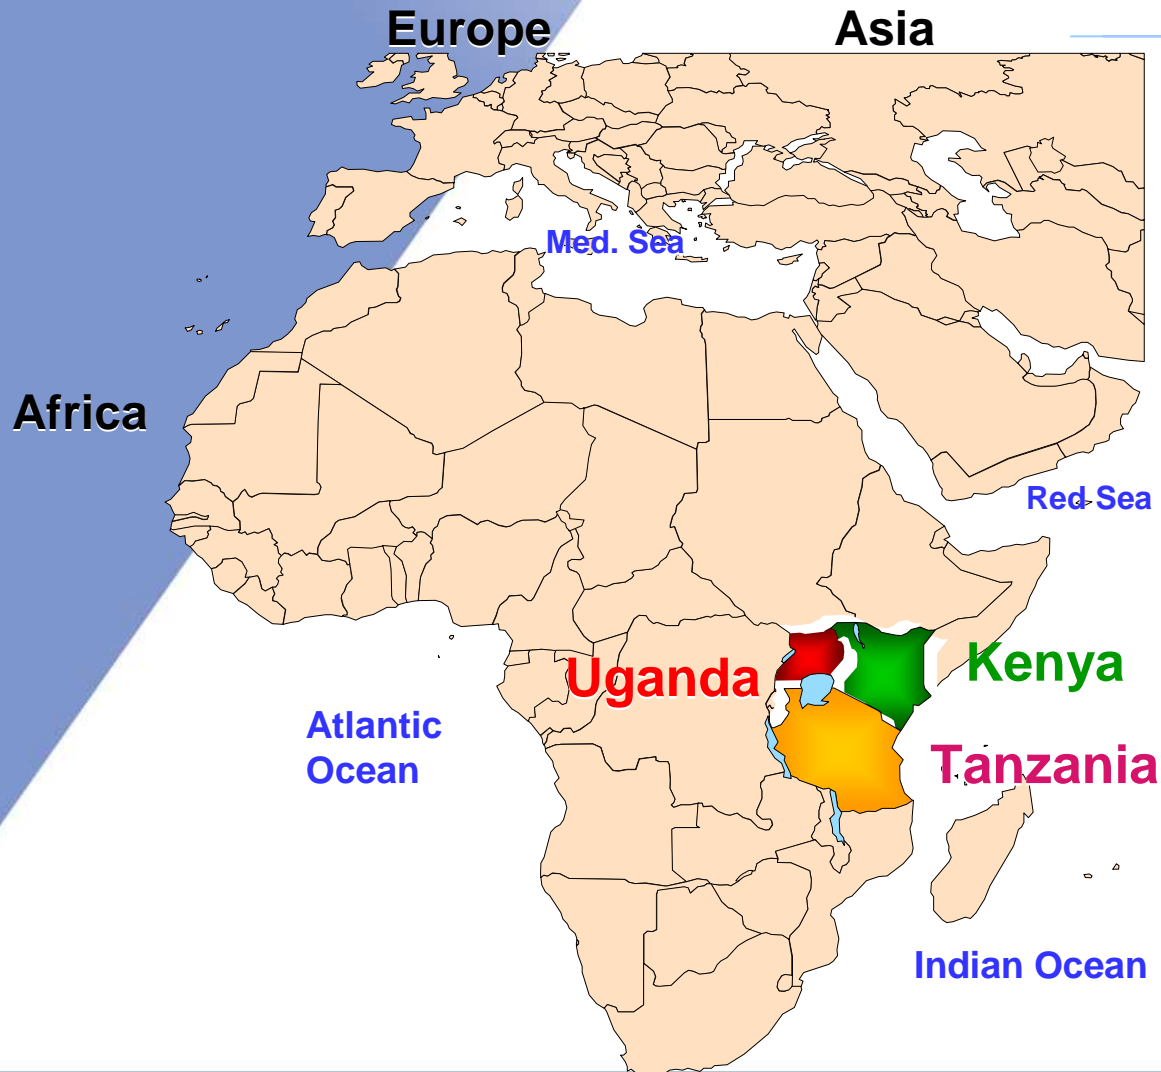 Europe
Asia
Med. Sea
Africa
Red Sea
Uganda
Kenya
Atlantic
Ocean
Tanzania
Indian Ocean